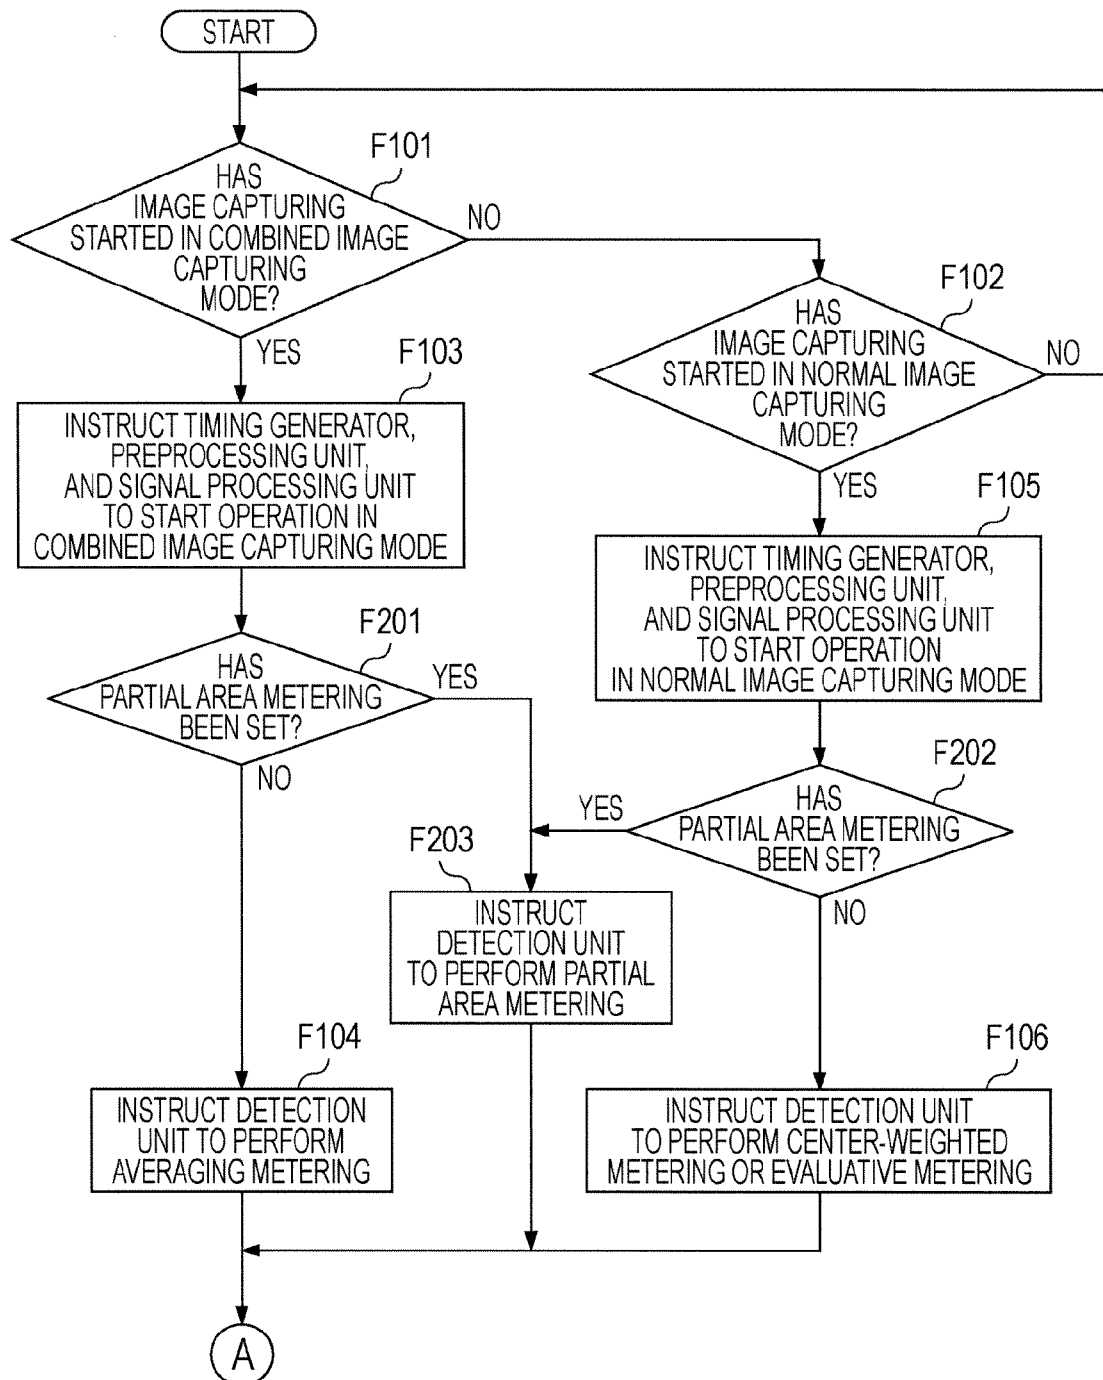 START
F101
HAS
IMAGE CAPTURING
STARTED IN COMBINED IMAGE
CAPTURING
MODE?
NO
YES
F102
HAS
IMAGE CAPTURING
STARTED IN NORMAL IMAGE
CAPTURING
MODE?
NO
YES
F103
INSTRUCT TIMING GENERATOR,
PREPROCESSING UNIT,
AND SIGNAL PROCESSING UNIT
TO START OPERATION IN
COMBINED IMAGE CAPTURING MODE
F105
INSTRUCT TIMING GENERATOR,
PREPROCESSING UNIT,
AND SIGNAL PROCESSING UNIT
TO START OPERATION
IN NORMAL IMAGE CAPTURING MODE
F201
HAS
PARTIAL AREA METERING
BEEN SET?
YES
NO
F202
HAS
PARTIAL AREA METERING
BEEN SET?
YES
NO
F203
INSTRUCT
DETECTION UNIT
TO PERFORM PARTIAL
AREA METERING
F104
INSTRUCT DETECTION
UNIT TO PERFORM
AVERAGING METERING
F106
INSTRUCT DETECTION UNIT
TO PERFORM CENTER-WEIGHTED
METERING OR EVALUATIVE METERING
A